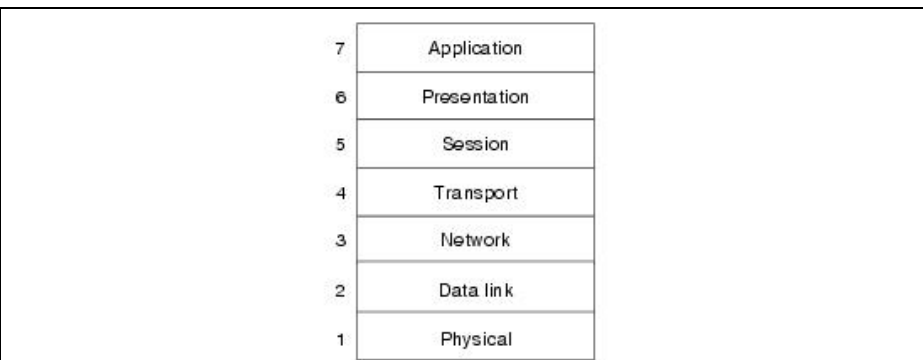 7 Application
6 Presentation
5 Session
4 Transport
3 Network
2 Data link
1 Physical